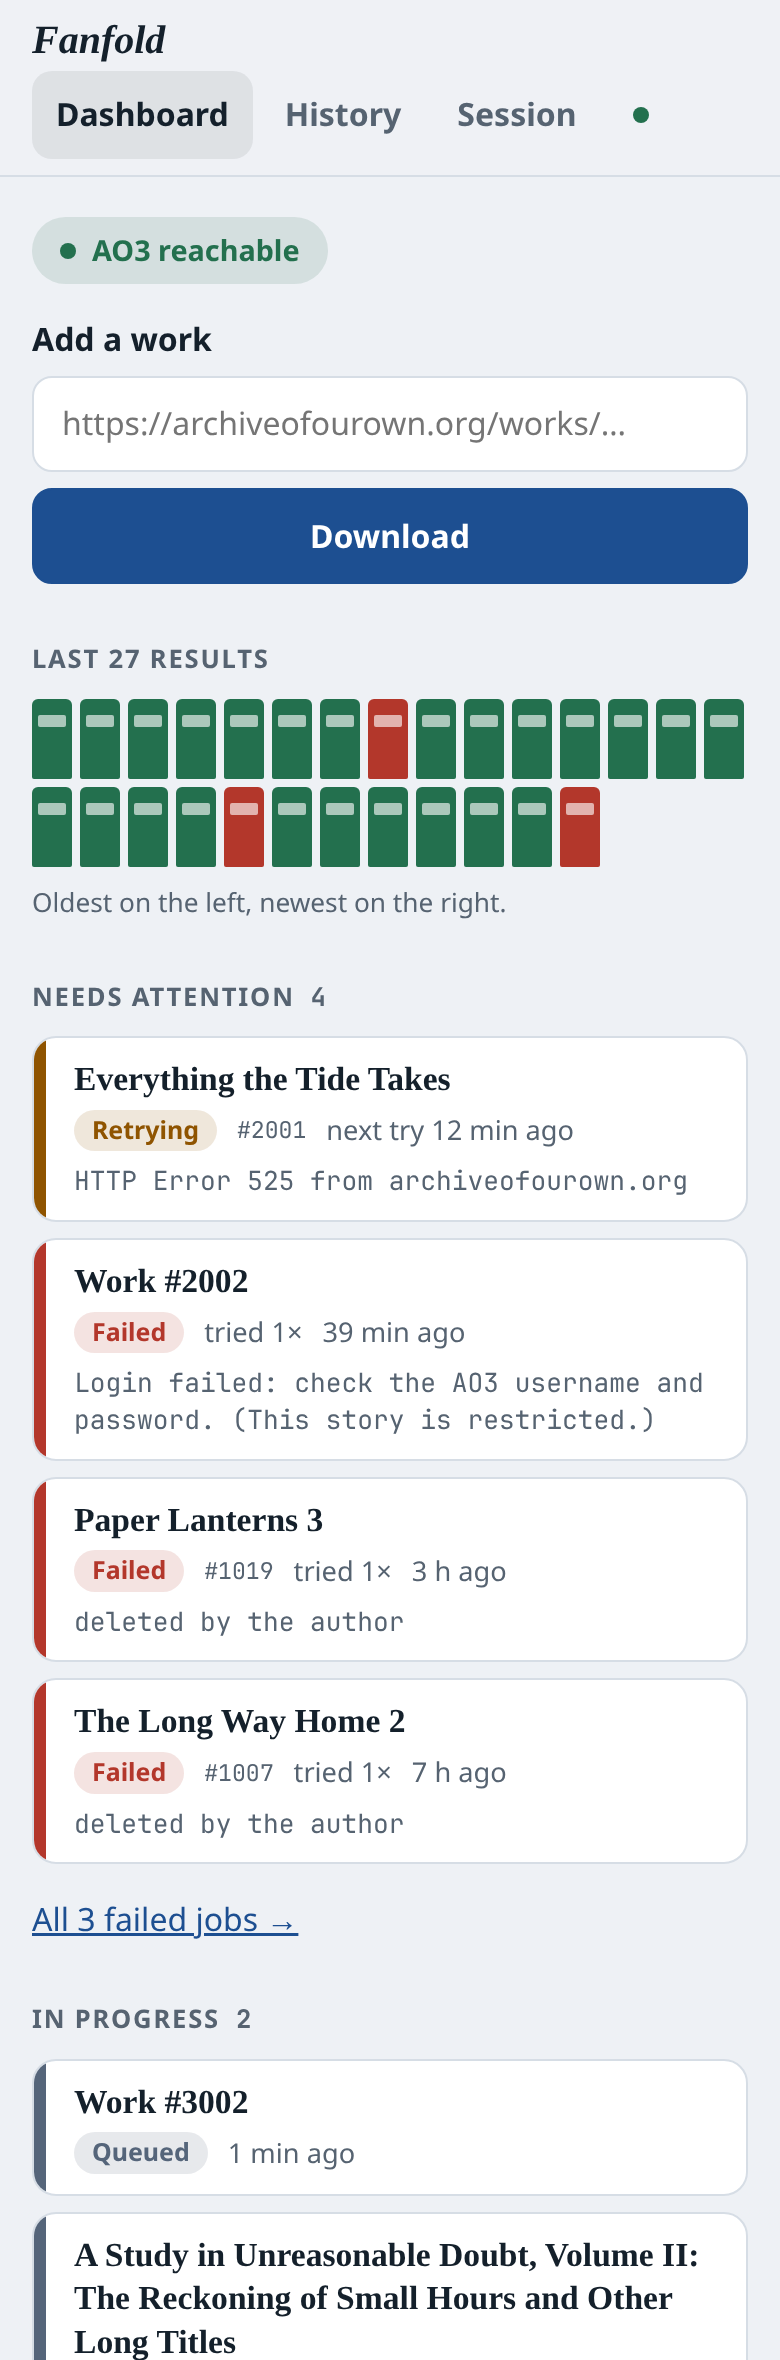 Fanfold
Dashboard History Session
AO3 reachable
Add a work
https://archiveofourown.org/works/...
Download
LAST 27 RESULTS
Oldest on the left, newest on the right.
NEEDS ATTENTION 4
Everything the Tide Takes
Retrying #2001 next try 12 min ago
HTTP Error 525 from archiveofourown.org
Work #2002
Failed tried 1× 39 min ago
Login failed: check the AO3 username and
password. (This story is restricted.)
Paper Lanterns 3
Failed #1019 tried 1× 3 h ago
deleted by the author
The Long Way Home 2
Failed #1007 tried 1× 7 h ago
deleted by the author
All 3 failed jobs →
IN PROGRESS 2
Work #3002
Queued 1 min ago
A Study in Unreasonable Doubt, Volume II:
The Reckoning of Small Hours and Other
Long Titles